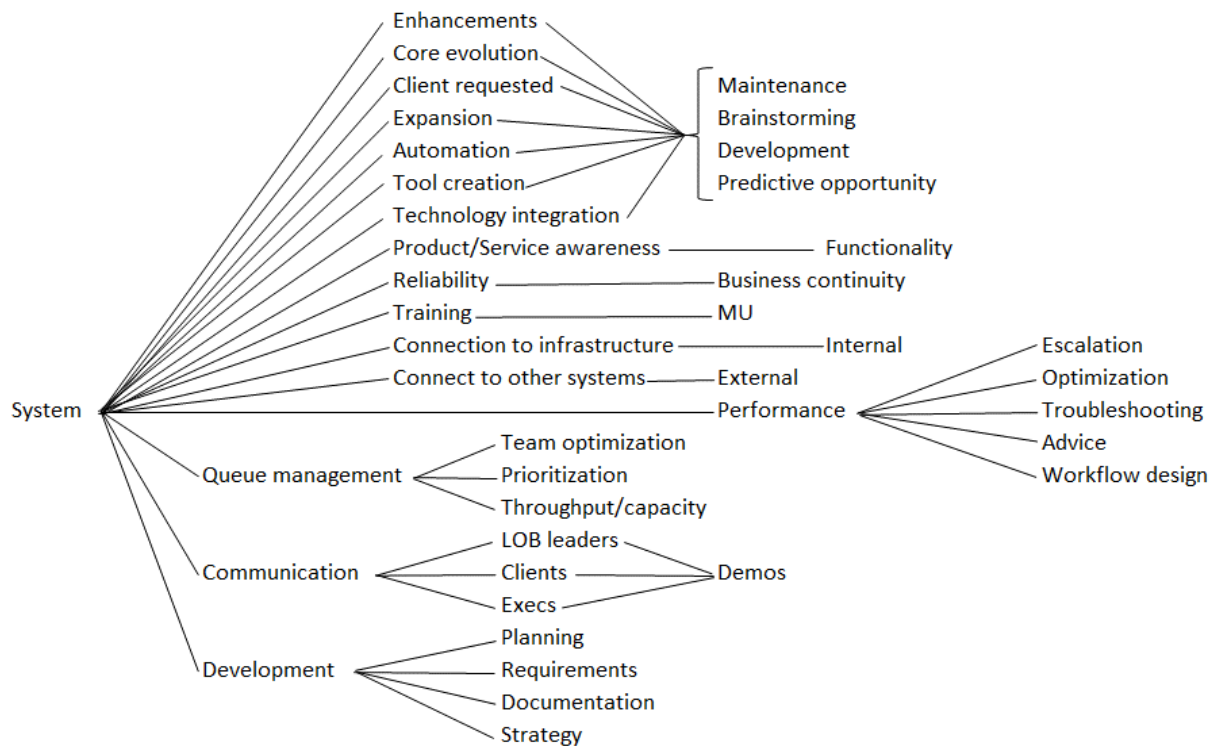 Enhancements
Core evolution
Client requested
Expansion
Automation
Tool creation
Technology integration
Maintenance
Brainstorming
Development
Predictive opportunity
Product/Service awareness
Functionality
Reliability
Business continuity
Training
MU
Connection to infrastructure
Internal
Connect to other systems
External
System
Performance
Escalation
Optimization
Troubleshooting
Advice
Workflow design
Queue management
Team optimization
Prioritization
Throughput/capacity
Communication
LOB leaders
Clients
Execs
Demos
Development
Planning
Requirements
Documentation
Strategy